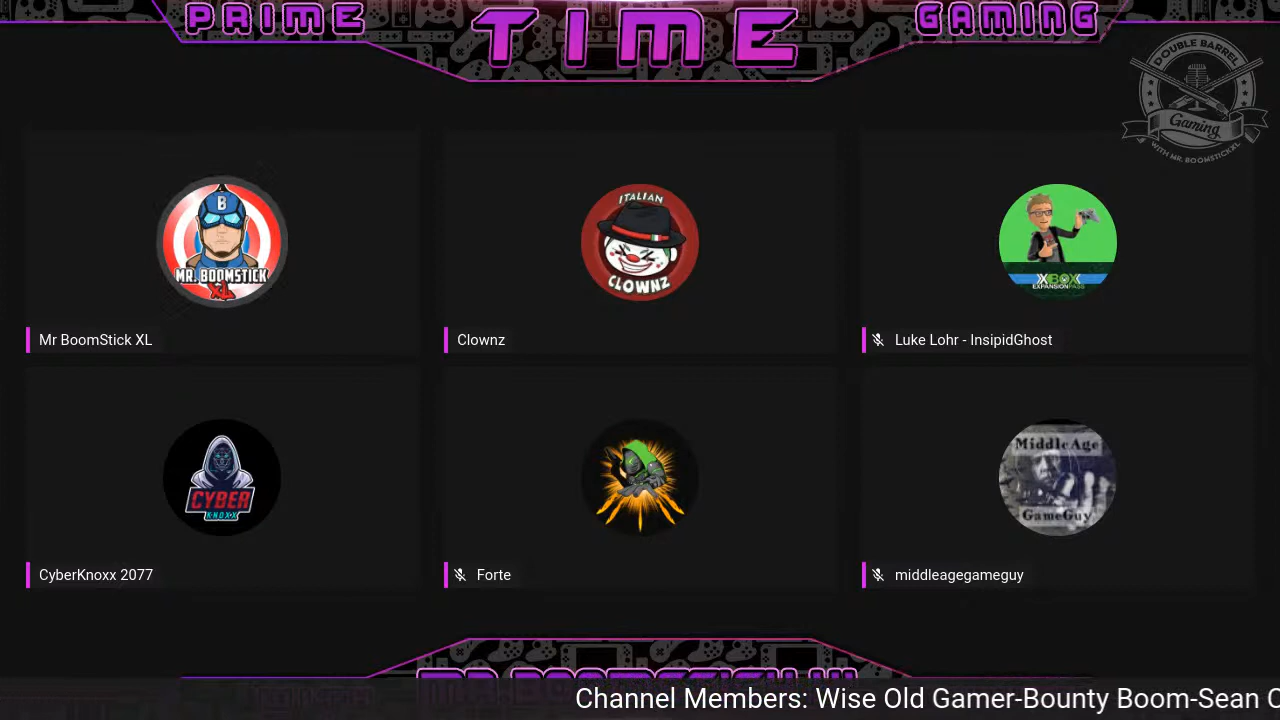 PRIME TIME GAMING
DOUBLE BARREL
Gaming
WITH MR. BOOMSTICKXL
B
MR. BOOMSTICK
XL
Mr BoomStick XL
ITALIAN
CLOWNZ
Clownz
XBOX
EXPANSION PASS
Luke Lohr - InsipidGhost
CYBER
KNOXX
CyberKnoxx 2077
Forte
MiddleAge
GameGuy
middleagegameguy
Channel Members: Wise Old Gamer-Bounty Boom-Sean